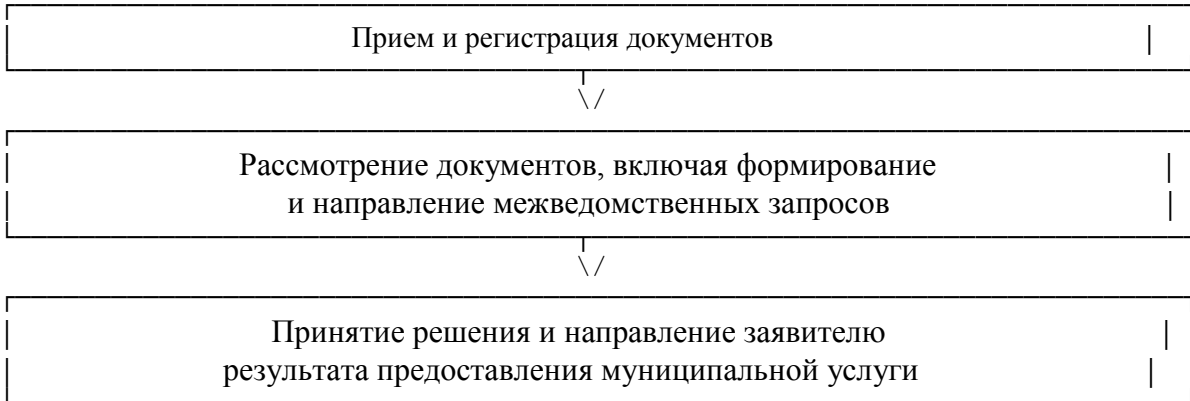 Прием и регистрация документов
Рассмотрение документов, включая формирование
и направление межведомственных запросов
Принятие решения и направление заявителю
результата предоставления муниципальной услуги